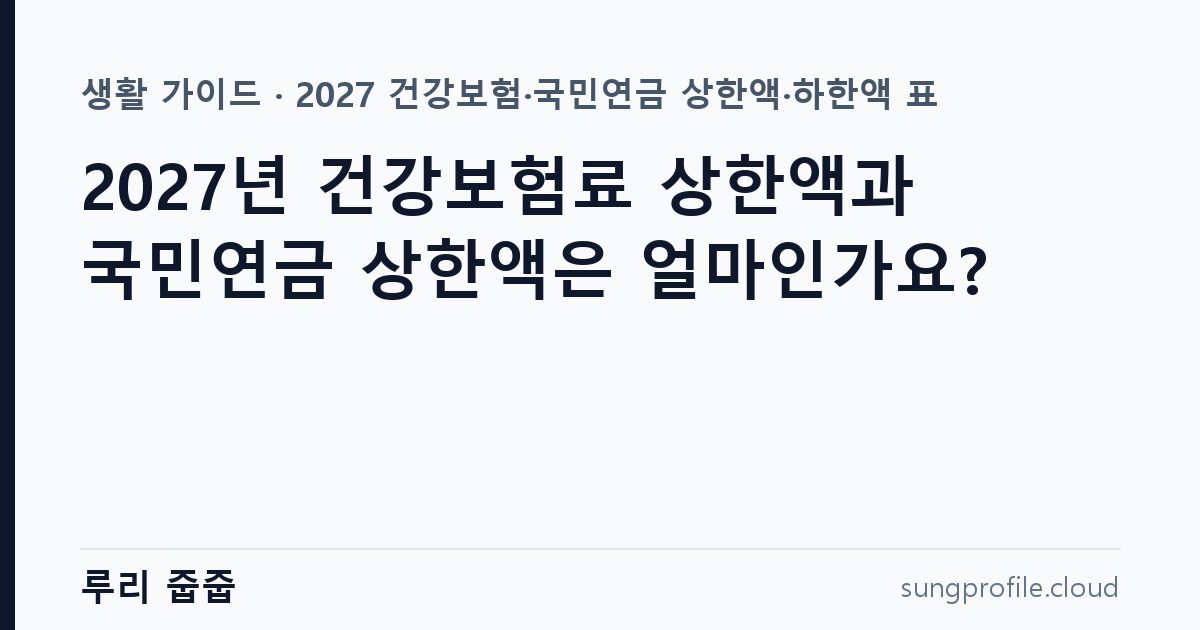 생활 가이드 · 2027 건강보험·국민연금 상한액·하한액 표
2027년 건강보험료 상한액과
국민연금 상한액은 얼마인가요?
루리 줍줍
sungprofile.cloud